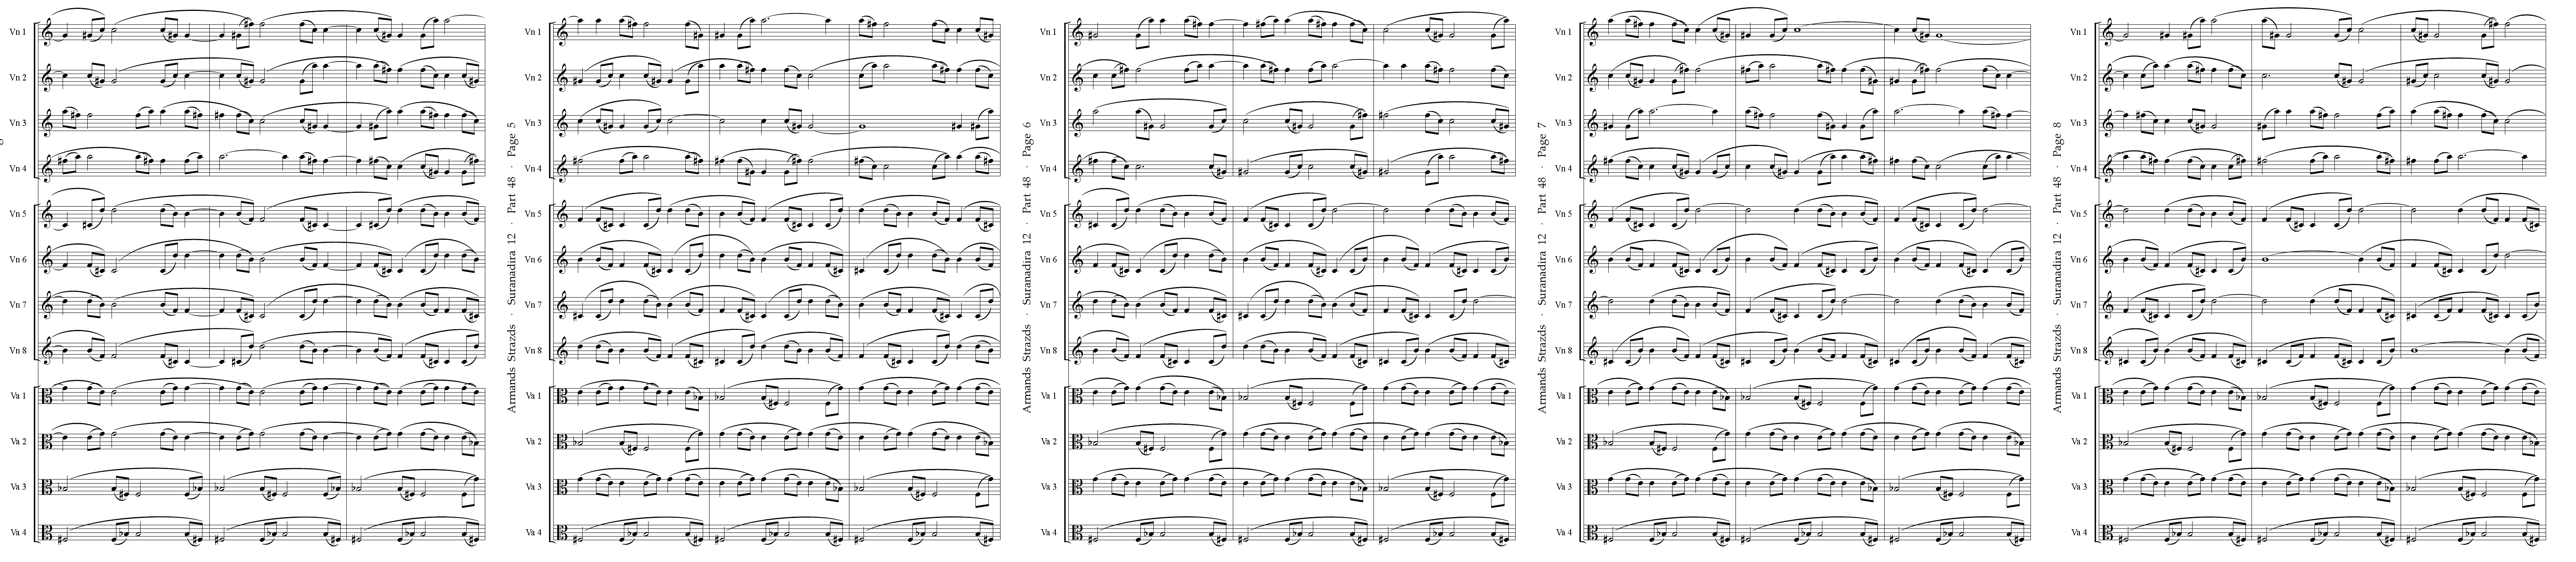 Vn 1
Vn 2
Vn 3
Vn 4
Vn 5
Vn 6
Vn 7
Vn 8
Va 1
Va 2
Va 3
Va 4
Armands Strazds · Suranadira 12 · Part 48 · Page 5
Vn 1
Vn 2
Vn 3
Vn 4
Vn 5
Vn 6
Vn 7
Vn 8
Va 1
Va 2
Va 3
Va 4
Armands Strazds · Suranadira 12 · Part 48 · Page 6
Vn 1
Vn 2
Vn 3
Vn 4
Vn 5
Vn 6
Vn 7
Vn 8
Va 1
Va 2
Va 3
Va 4
Armands Strazds · Suranadira 12 · Part 48 · Page 7
Vn 1
Vn 2
Vn 3
Vn 4
Vn 5
Vn 6
Vn 7
Vn 8
Va 1
Va 2
Va 3
Va 4
Armands Strazds · Suranadira 12 · Part 48 · Page 8
Vn 1
Vn 2
Vn 3
Vn 4
Vn 5
Vn 6
Vn 7
Vn 8
Va 1
Va 2
Va 3
Va 4